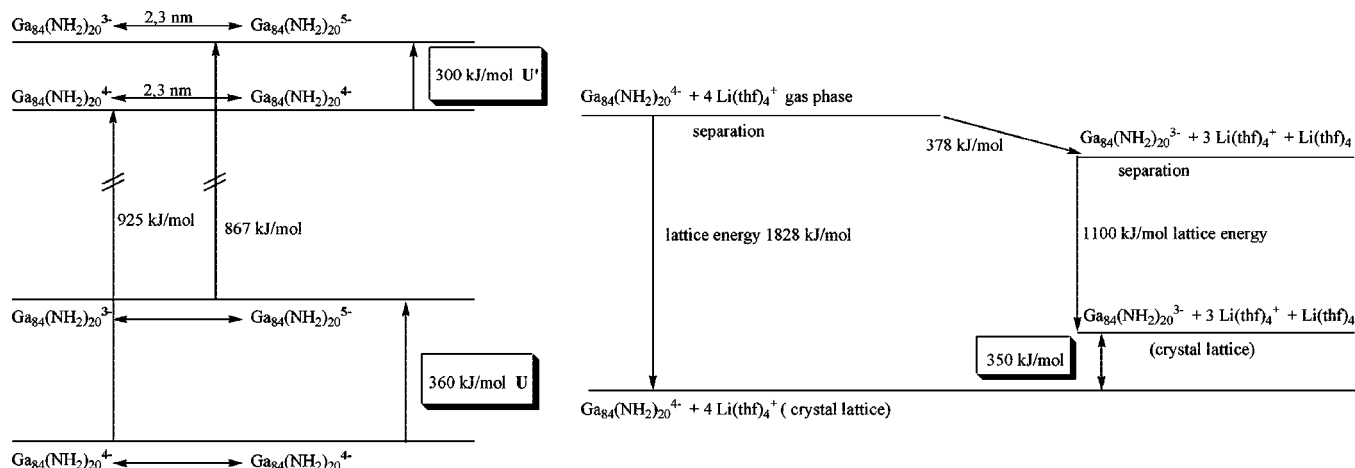 Ga84(NH2)20 3- 2,3 nm Ga84(NH2)20 5-
300 kJ/mol U'
Ga84(NH2)20 4- 2,3 nm Ga84(NH2)20 4-
925 kJ/mol
867 kJ/mol
Ga84(NH2)20 3- Ga84(NH2)20 5-
360 kJ/mol U
Ga84(NH2)20 4- Ga84(NH2)20 4-
Ga84(NH2)20 4- + 4 Li(thf)4+ gas phase
separation
378 kJ/mol
Ga84(NH2)20 3- + 3 Li(thf)4+ + Li(thf)4
separation
lattice energy 1828 kJ/mol
1100 kJ/mol lattice energy
Ga84(NH2)20 3- + 3 Li(thf)4+ + Li(thf)4
(crystal lattice)
350 kJ/mol
Ga84(NH2)20 4- + 4 Li(thf)4+ ( crystal lattice)